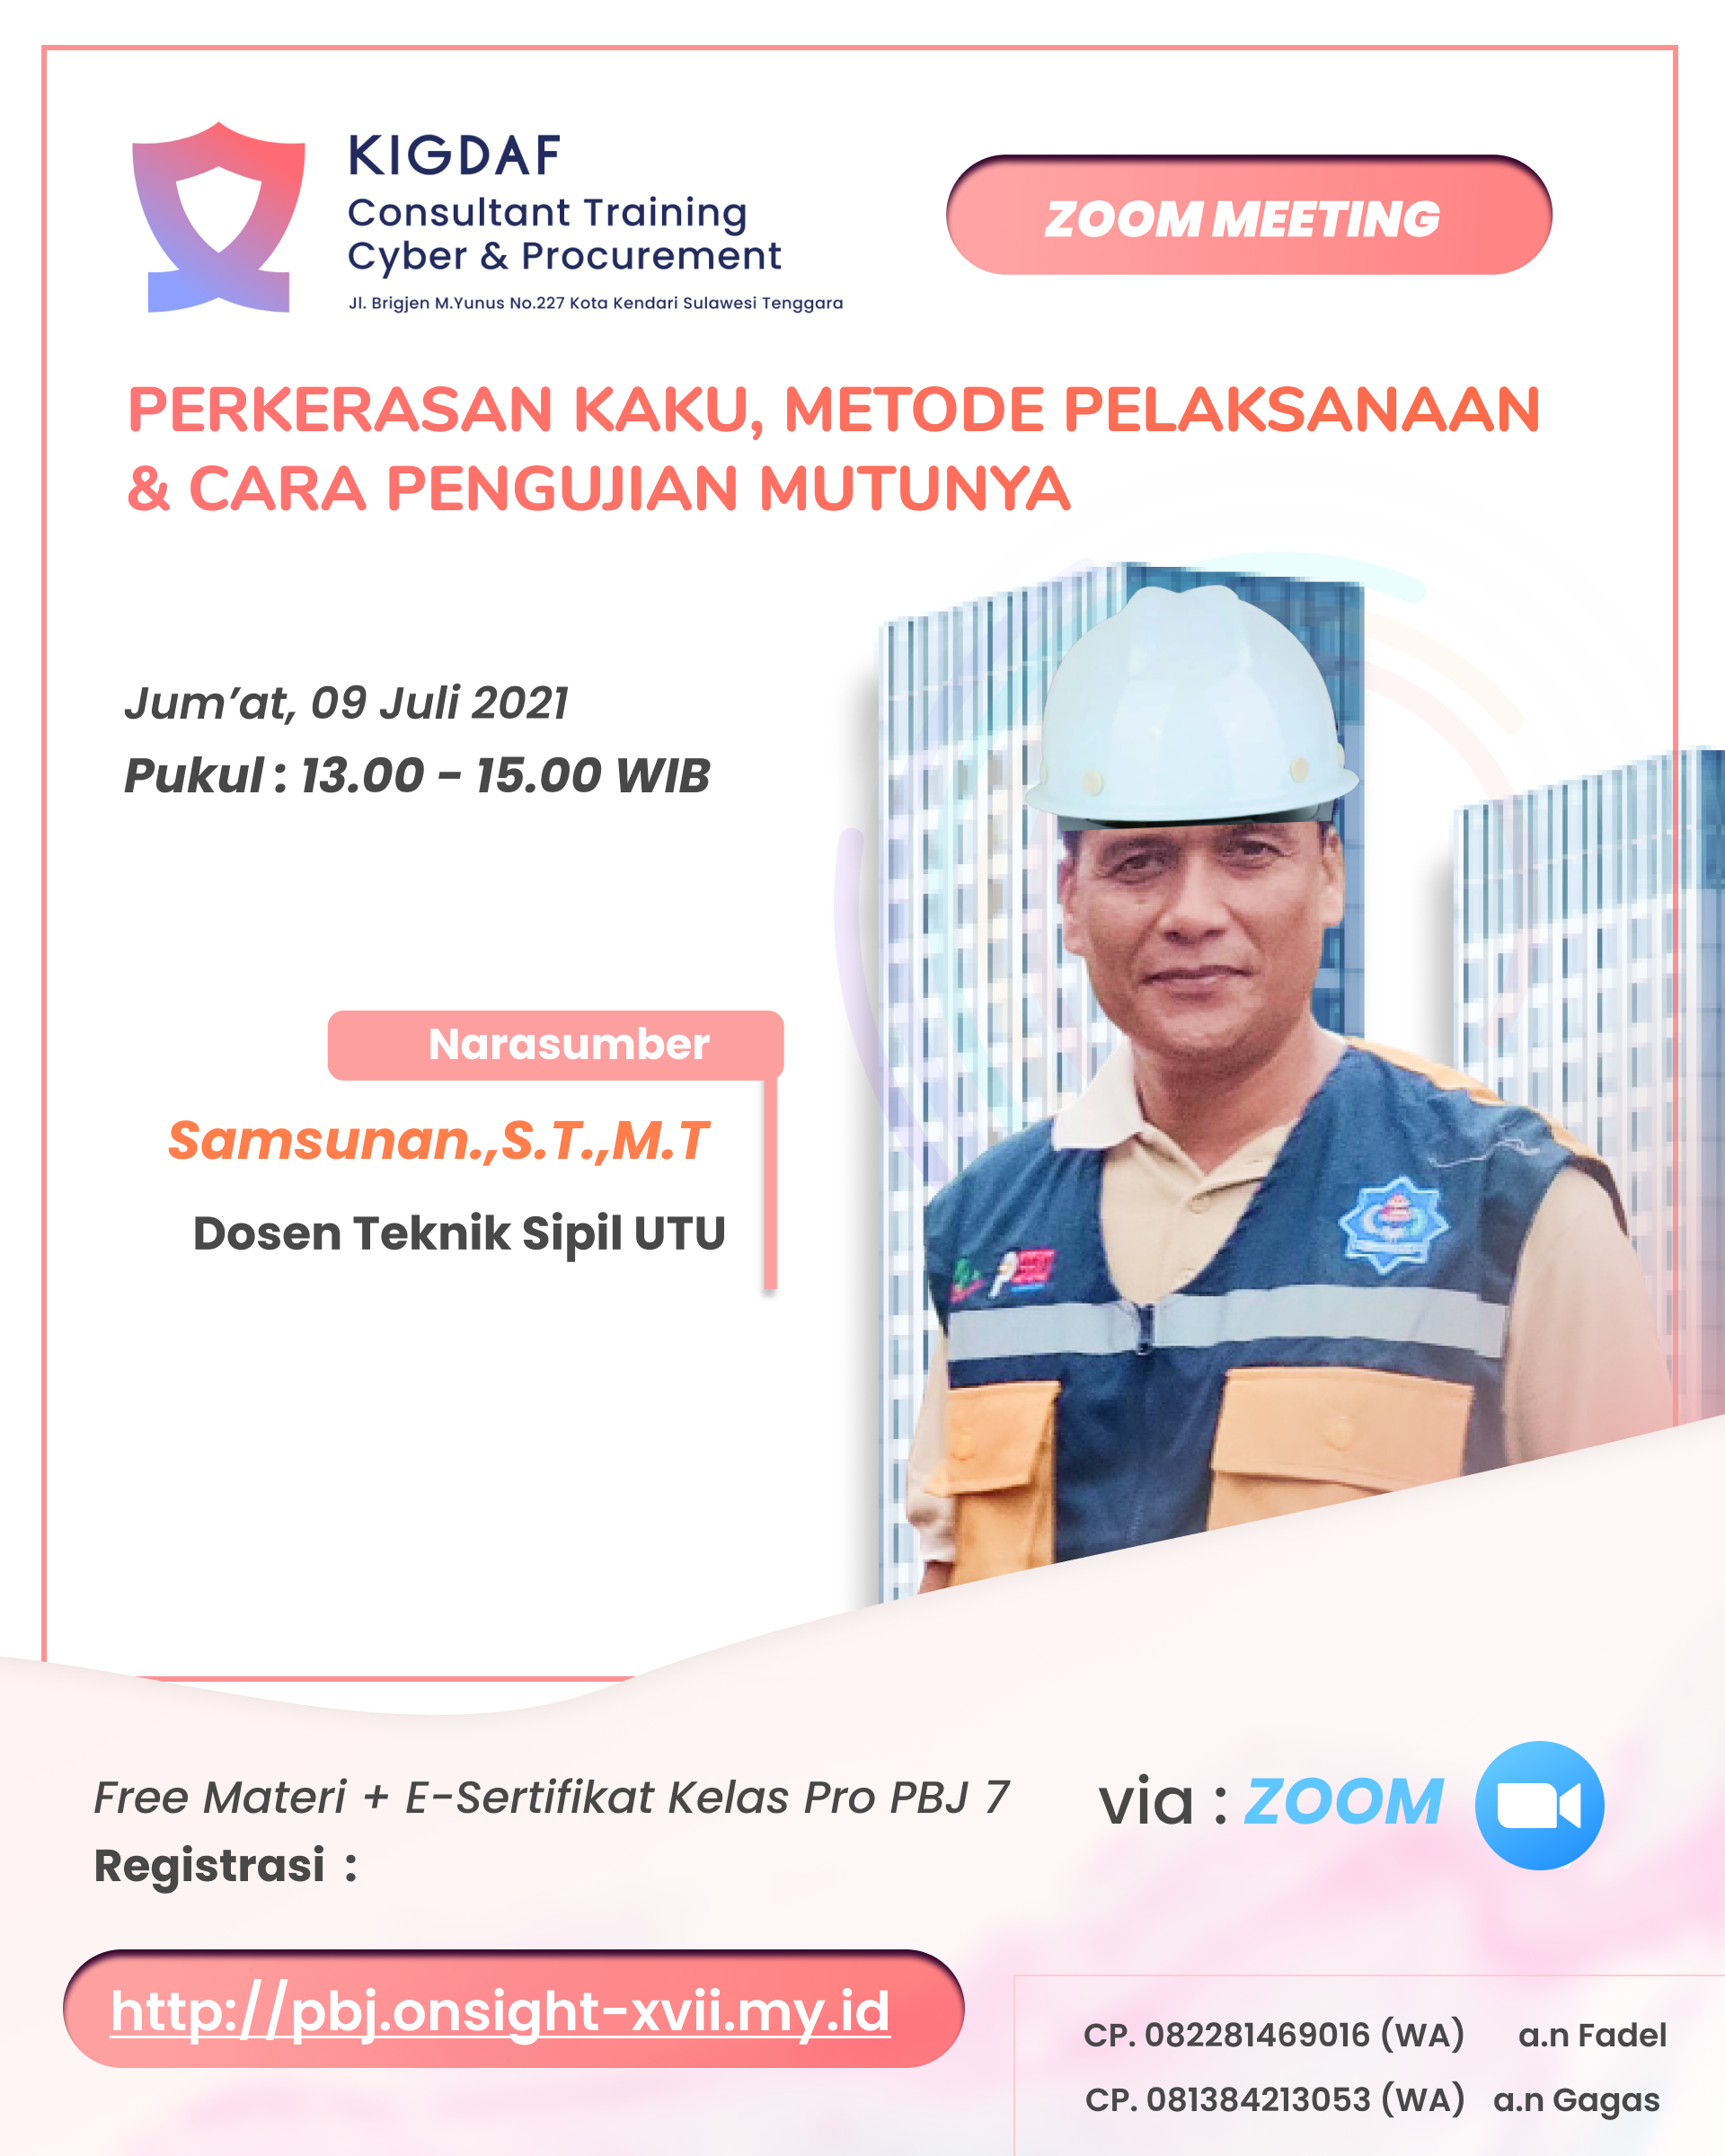 KIGDAF
Consultant Training
Cyber & Procurement
Jl. Brigjen M.Yunus No.227 Kota Kendari Sulawesi Tenggara
ZOOM MEETING
PERKERASAN KAKU, METODE PELAKSANAAN
& CARA PENGUJIAN MUTUNYA
Jum’at, 09 Juli 2021
Pukul : 13.00 - 15.00 WIB
Narasumber
Samsunan.,S.T.,M.T
Dosen Teknik Sipil UTU
Free Materi + E-Sertifikat Kelas Pro PBJ 7
Registrasi :
http://pbj.onsight-xvii.my.id
via : ZOOM
CP. 082281469016 (WA) a.n Fadel
CP. 081384213053 (WA) a.n Gagas